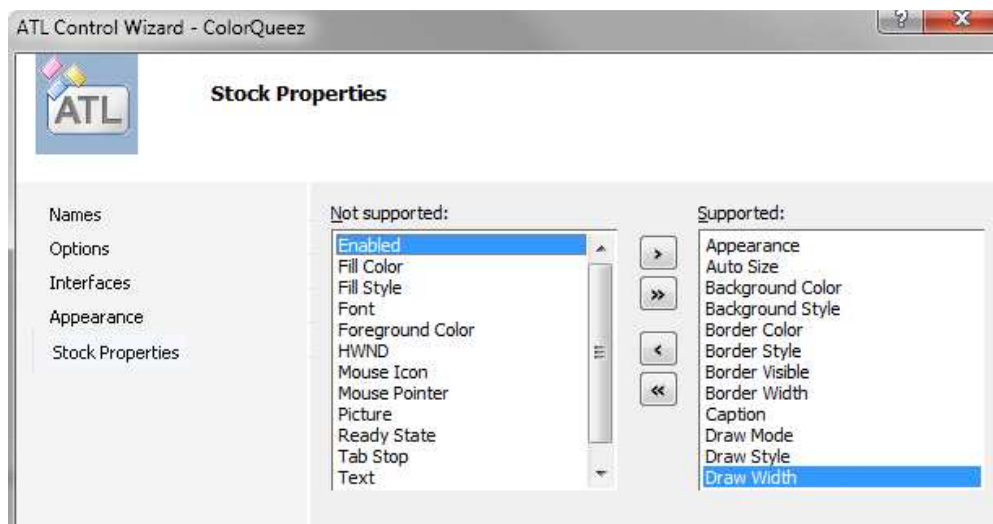 ATL Control Wizard - ColorQueez
?
X
ATL
Stock Properties
Names
Options
Interfaces
Appearance
Stock Properties
Not supported:
Enabled
Fill Color
Fill Style
Font
Foreground Color
HWND
Mouse Icon
Mouse Pointer
Picture
Ready State
Tab Stop
Text
>
>>
<
<<
Supported:
Appearance
Auto Size
Background Color
Background Style
Border Color
Border Style
Border Visible
Border Width
Caption
Draw Mode
Draw Style
Draw Width